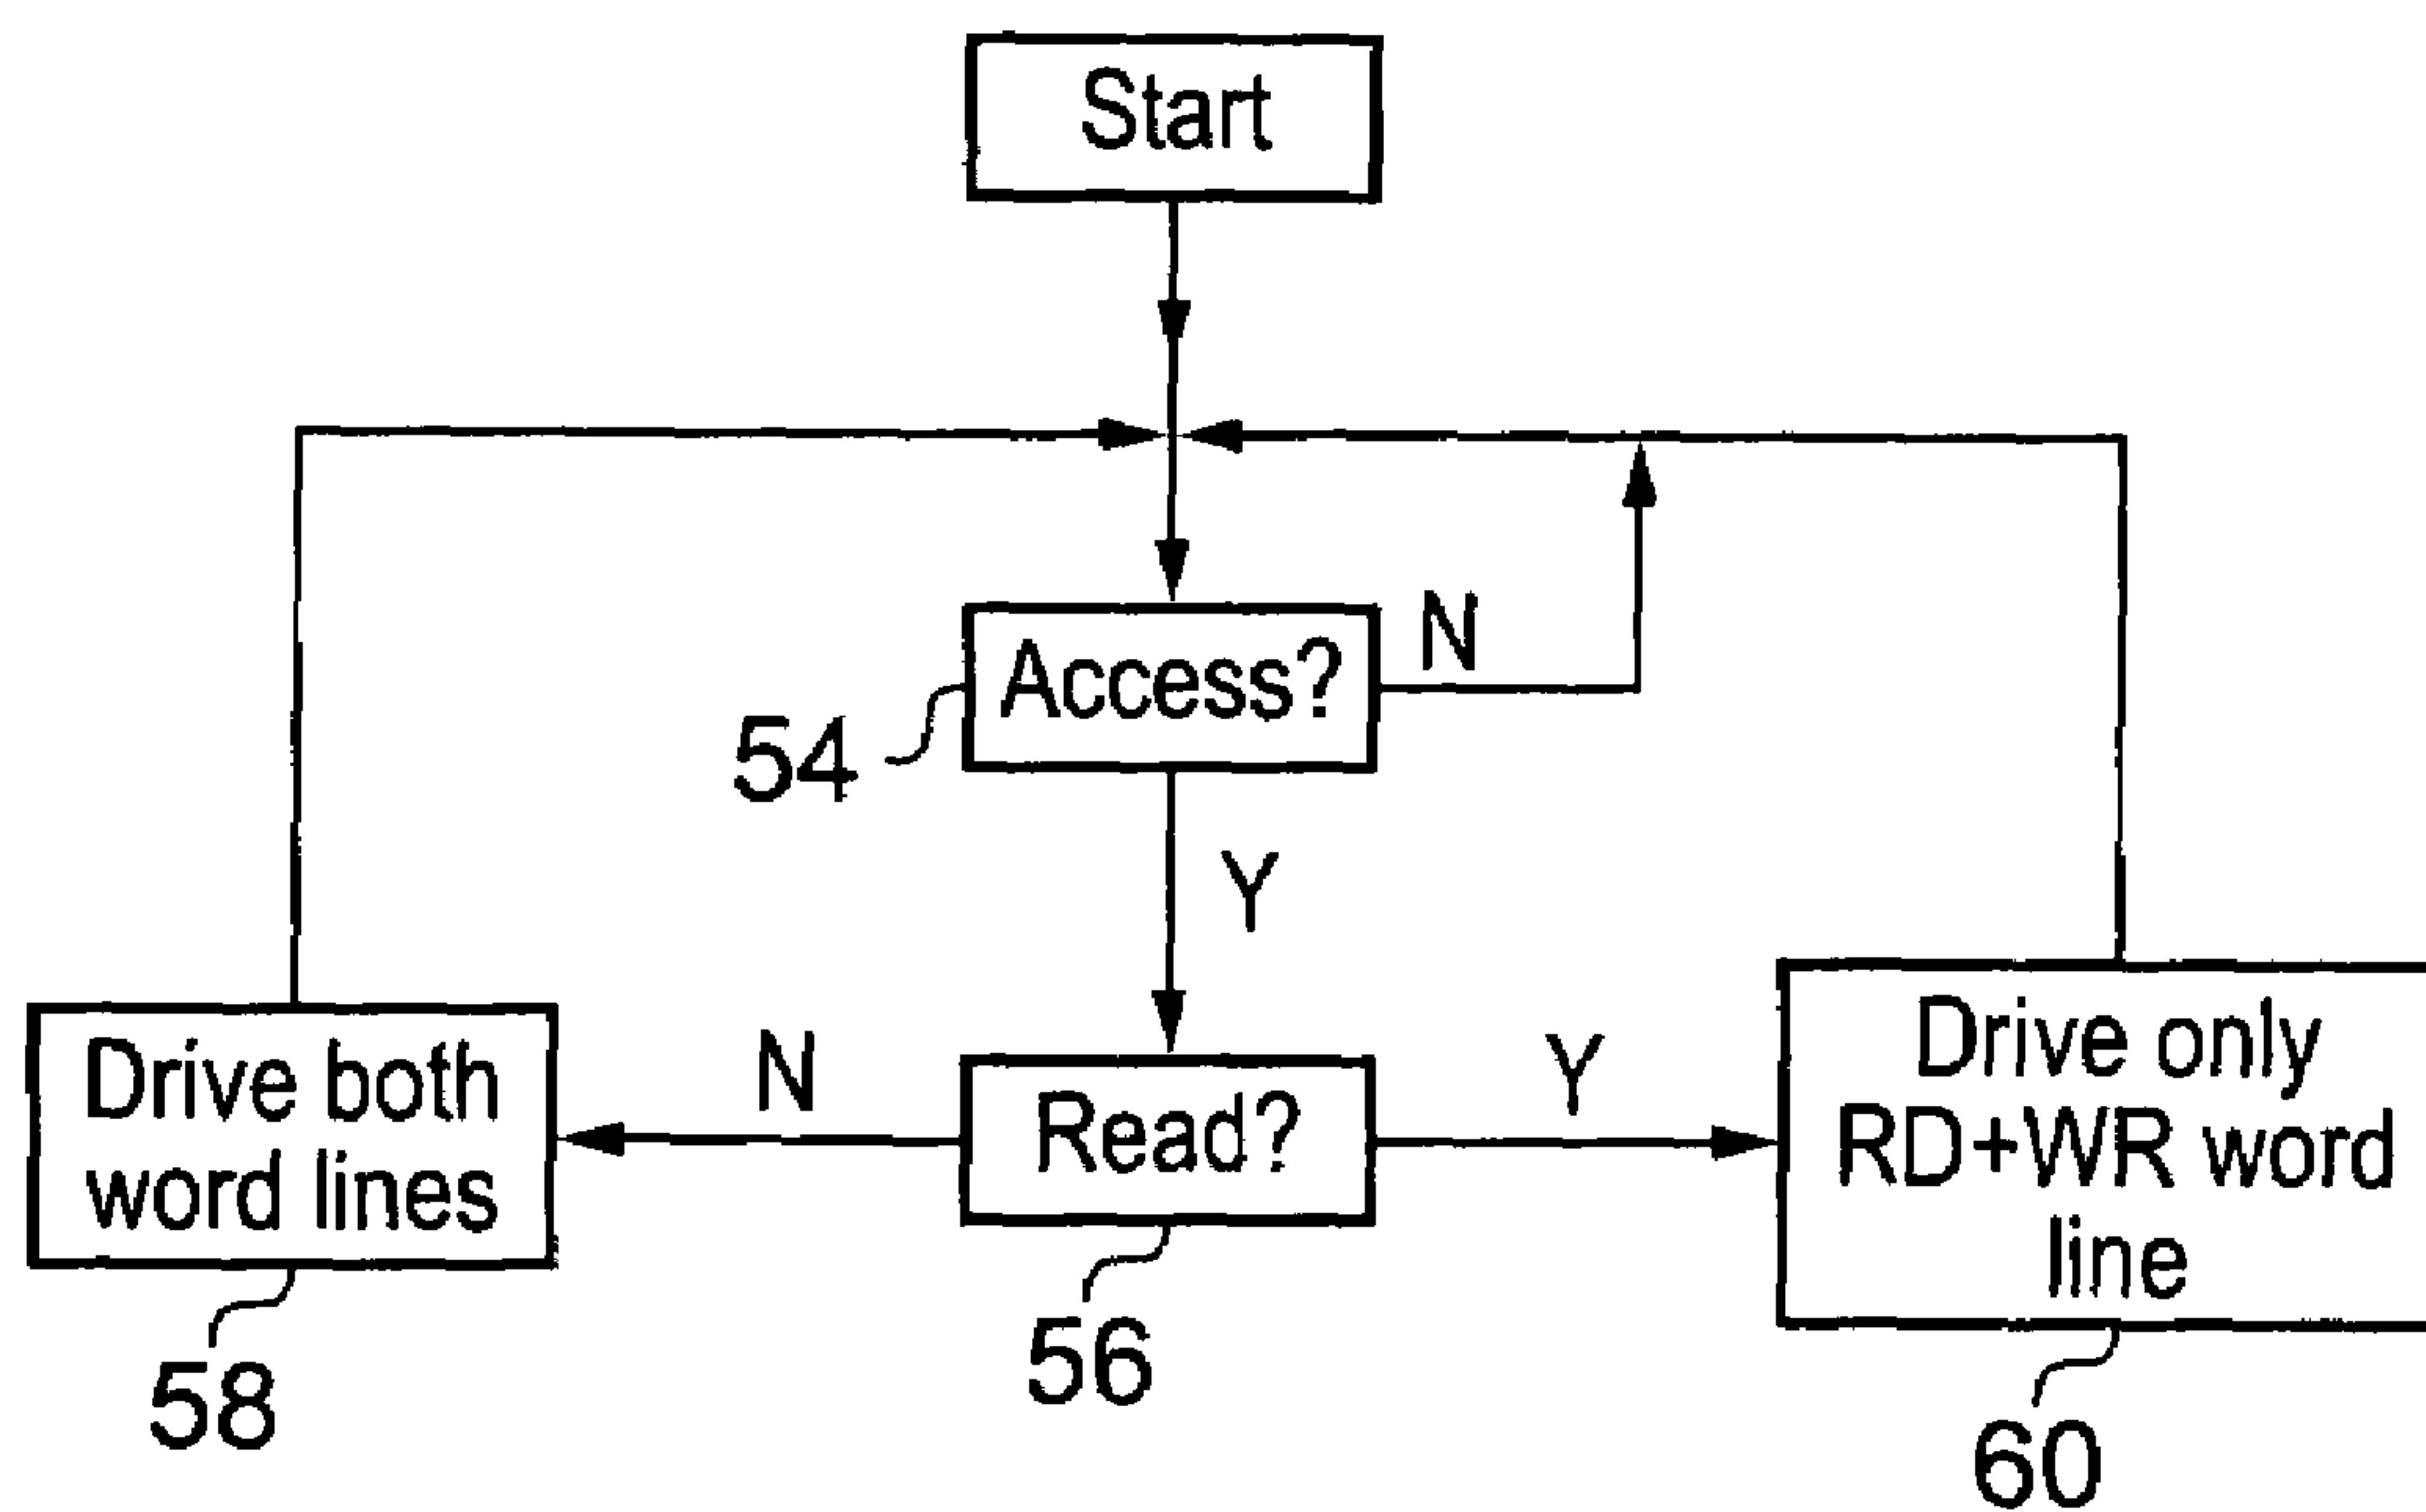 Start
Access?
N
54
Y
Drive both
word lines
N
Read?
Y
Drive only
RD+WR word
line
58
56
60